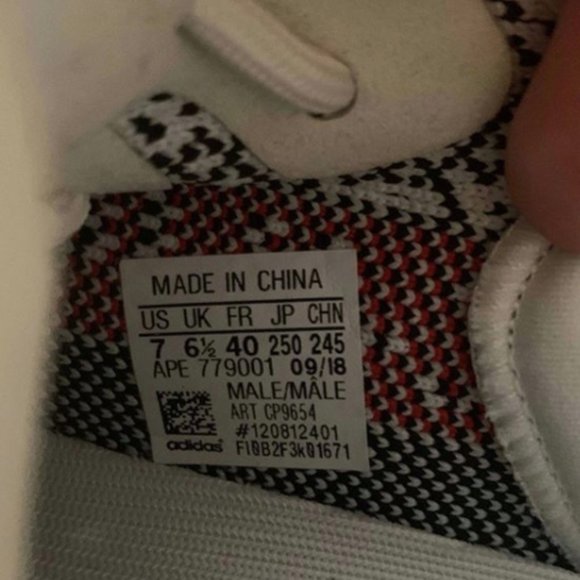 MADE IN CHINA
US UK FR JP CHN
7 6½ 40 250 245
APE 779001 09/18
MALE/MÂLE
ART CP9654
#120812401
adidas FIQB2F3kQ1671